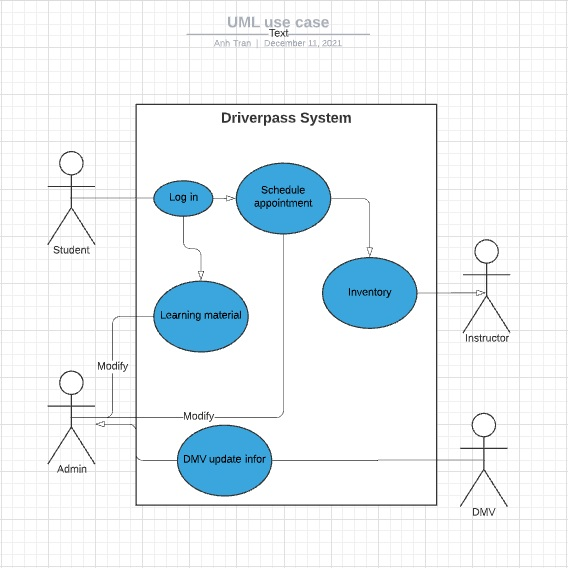 UML use case
Text
Anh Tran | December 11, 2021
Driverpass System
Log in
Schedule
appointment
Student
Inventory
Learning material
Instructor
Modify
Modify
Admin
DMV update infor
DMV